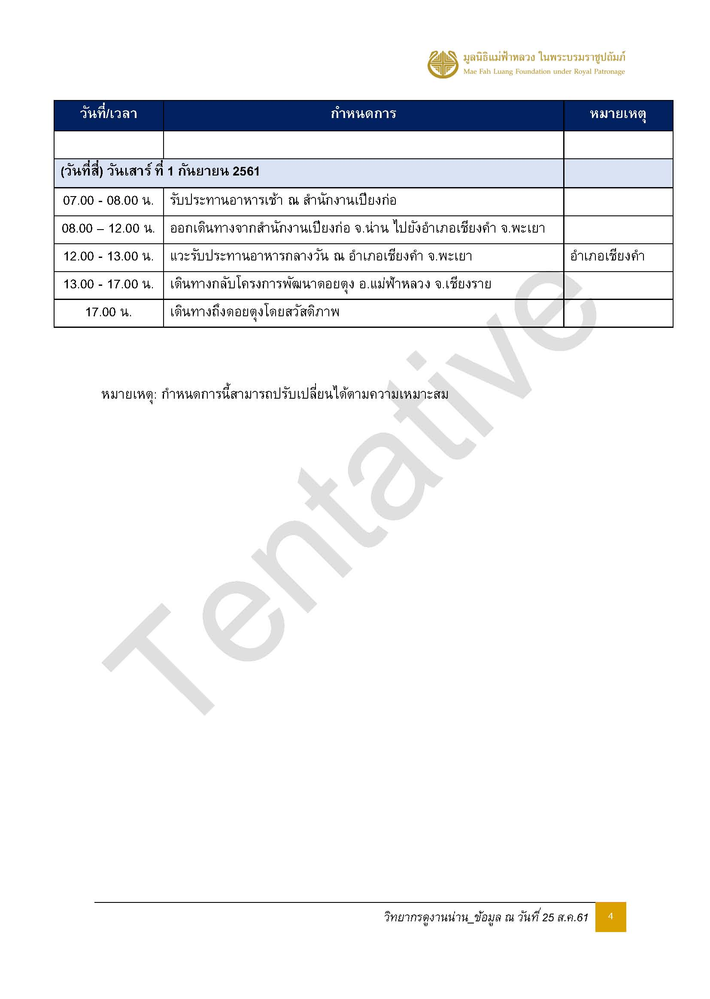 มูลนิธิแม่ฟ้าหลวง ในพระบรมราชูปถัมภ์
Mae Fah Luang Foundation under Royal Patronage
วันที่/เวลา กำหนดการ หมายเหตุ
(วันที่สี่) วันเสาร์ ที่ 1 กันยายน 2561
07.00 - 08.00 น. รับประทานอาหารเช้า ณ สำนักงานเปียงก่อ
08.00 – 12.00 น. ออกเดินทางจากสำนักงานเปียงก่อ จ.น่าน ไปยังอำเภอเชียงคำ จ.พะเยา
12.00 - 13.00 น. แวะรับประทานอาหารกลางวัน ณ อำเภอเชียงคำ จ.พะเยา อำเภอเชียงคำ
13.00 - 17.00 น. เดินทางกลับโครงการพัฒนาดอยตุง อ.แม่ฟ้าหลวง จ.เชียงราย
17.00 น. เดินทางถึงดอยตุงโดยสวัสดิภาพ
หมายเหตุ: กำหนดการนี้สามารถปรับเปลี่ยนได้ตามความเหมาะสม
Tentative
วิทยากรดูงานน่าน_ข้อมูล ณ วันที่ 25 ส.ค.61 4